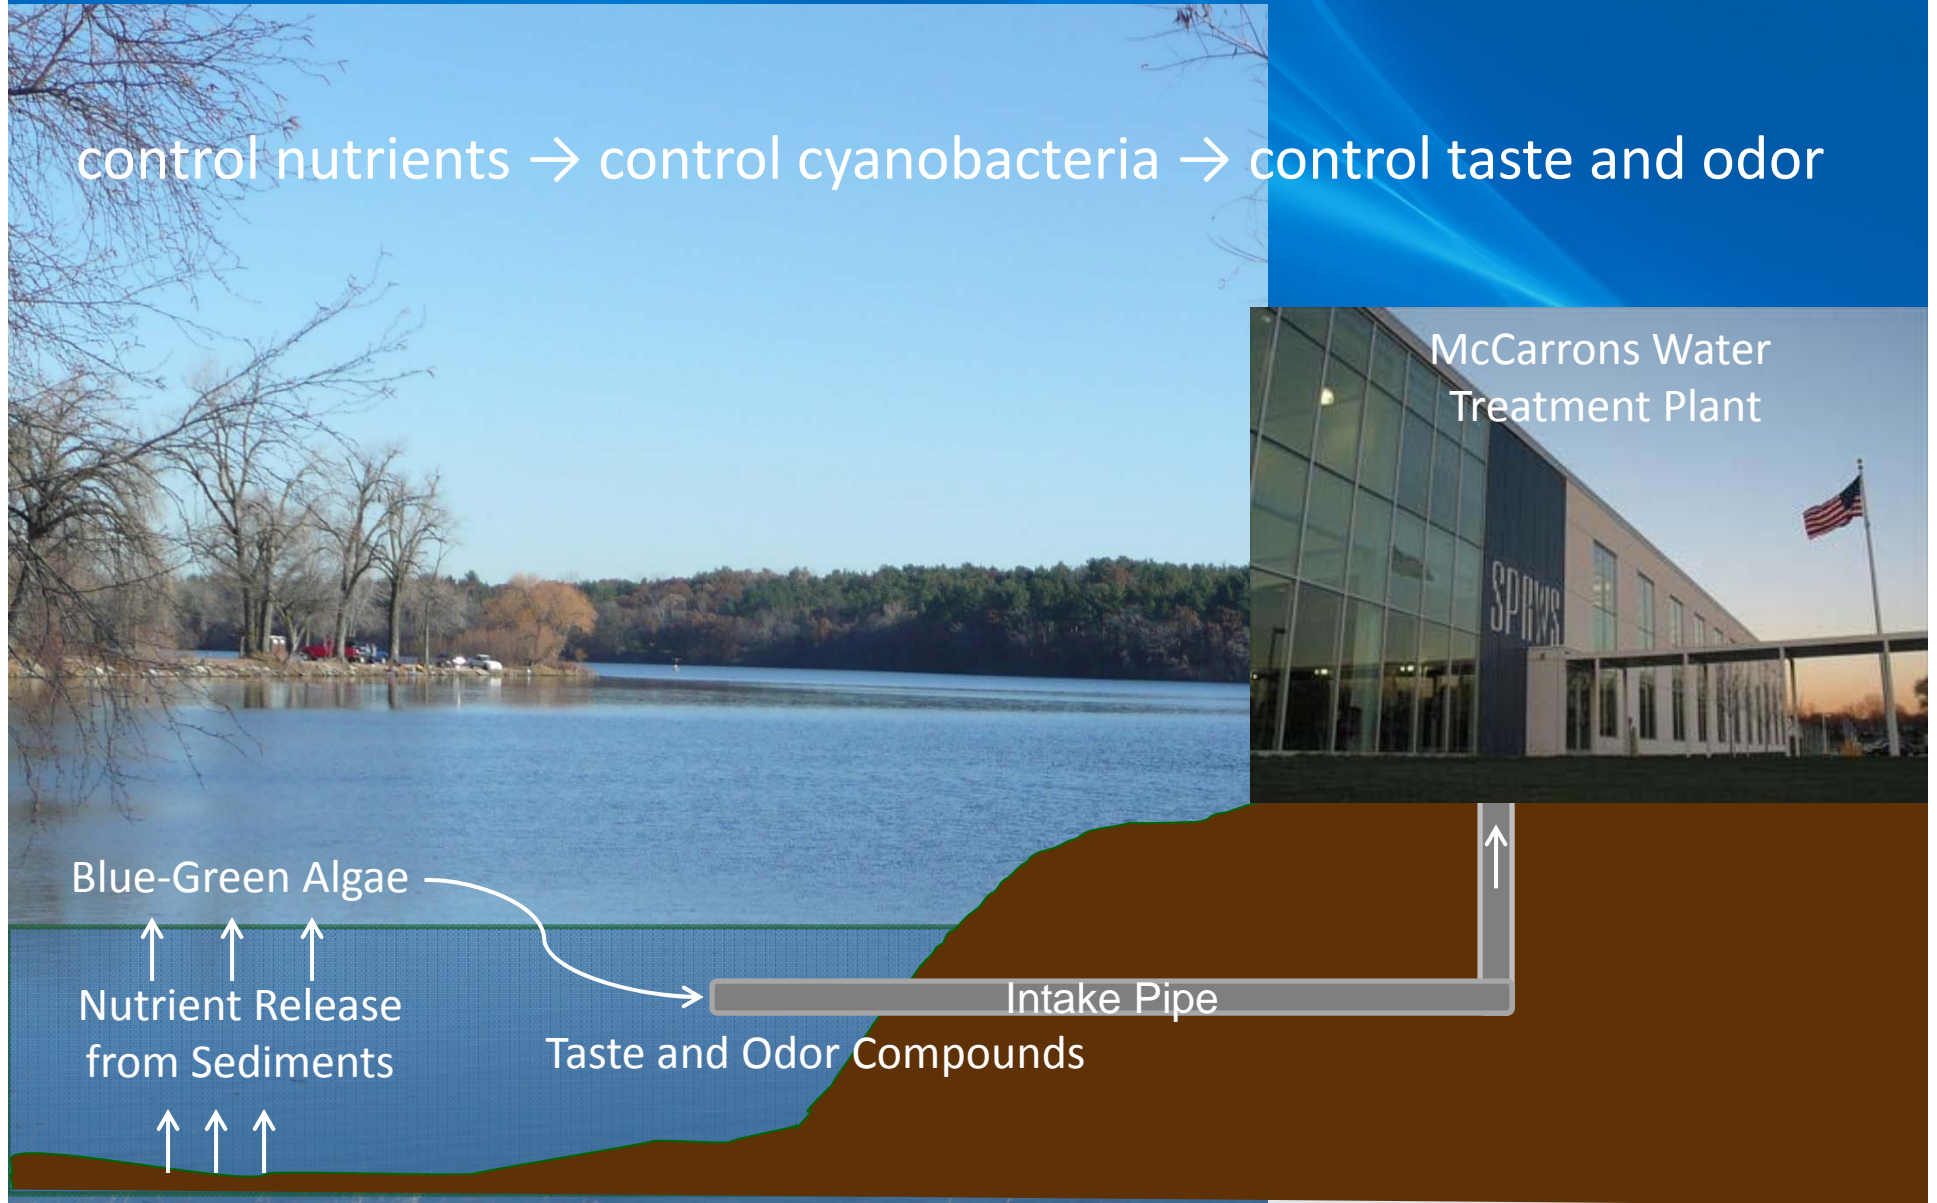 control nutrients → control cyanobacteria → control taste and odor
McCarrons Water
Treatment Plant
SPRWS
Blue-Green Algae
Nutrient Release
from Sediments
Intake Pipe
Taste and Odor Compounds